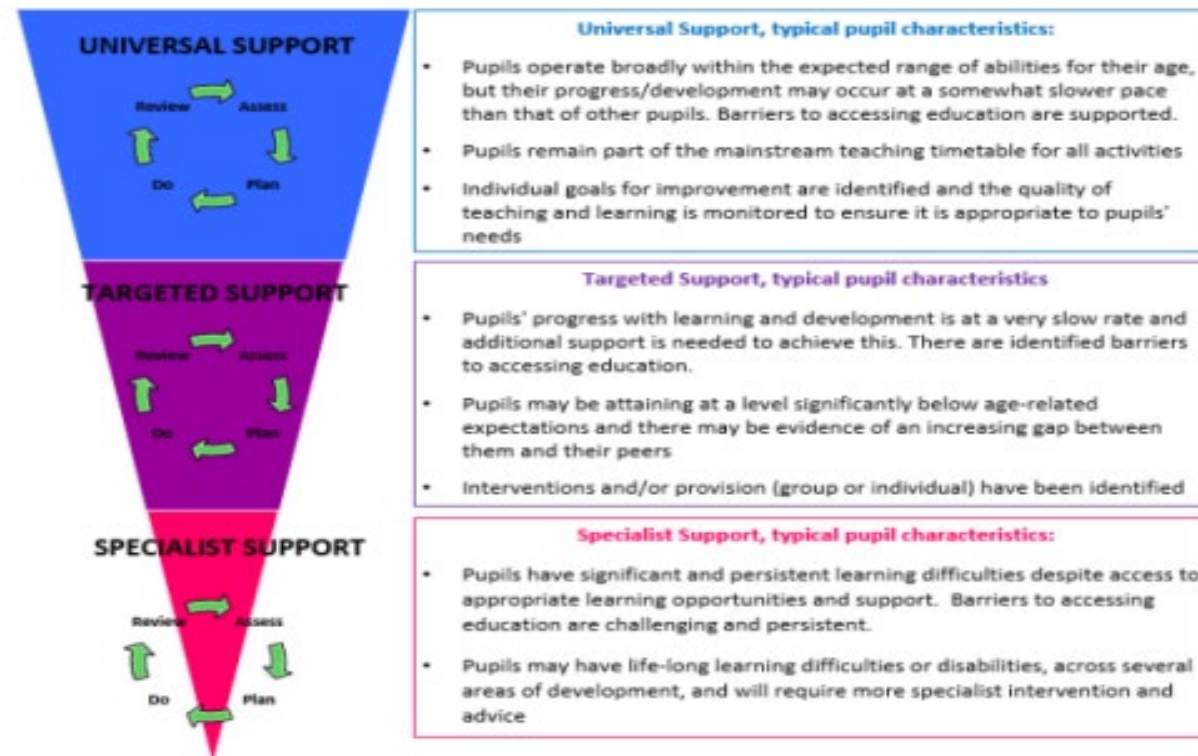 UNIVERSAL SUPPORT
Review
Assess
Do
Plan
Universal Support, typical pupil characteristics:
• Pupils operate broadly within the expected range of abilities for their age,
but their progress/development may occur at a somewhat slower pace
than that of other pupils. Barriers to accessing education are supported.
• Pupils remain part of the mainstream teaching timetable for all activities
• Individual goals for improvement are identified and the quality of
teaching and learning is monitored to ensure it is appropriate to pupils'
needs
TARGETED SUPPORT
Review
Assess
Do
Plan
Targeted Support, typical pupil characteristics
• Pupils' progress with learning and development is at a very slow rate and
additional support is needed to achieve this. There are identified barriers
to accessing education.
• Pupils may be attaining at a level significantly below age-related
expectations and there may be evidence of an increasing gap between
them and their peers
• Interventions and/or provision (group or individual) have been identified
SPECIALIST SUPPORT
Review
Assess
Do
Plan
Specialist Support, typical pupil characteristics:
• Pupils have significant and persistent learning difficulties despite access to
appropriate learning opportunities and support. Barriers to accessing
education are challenging and persistent.
• Pupils may have life-long learning difficulties or disabilities, across several
areas of development, and will require more specialist intervention and
advice